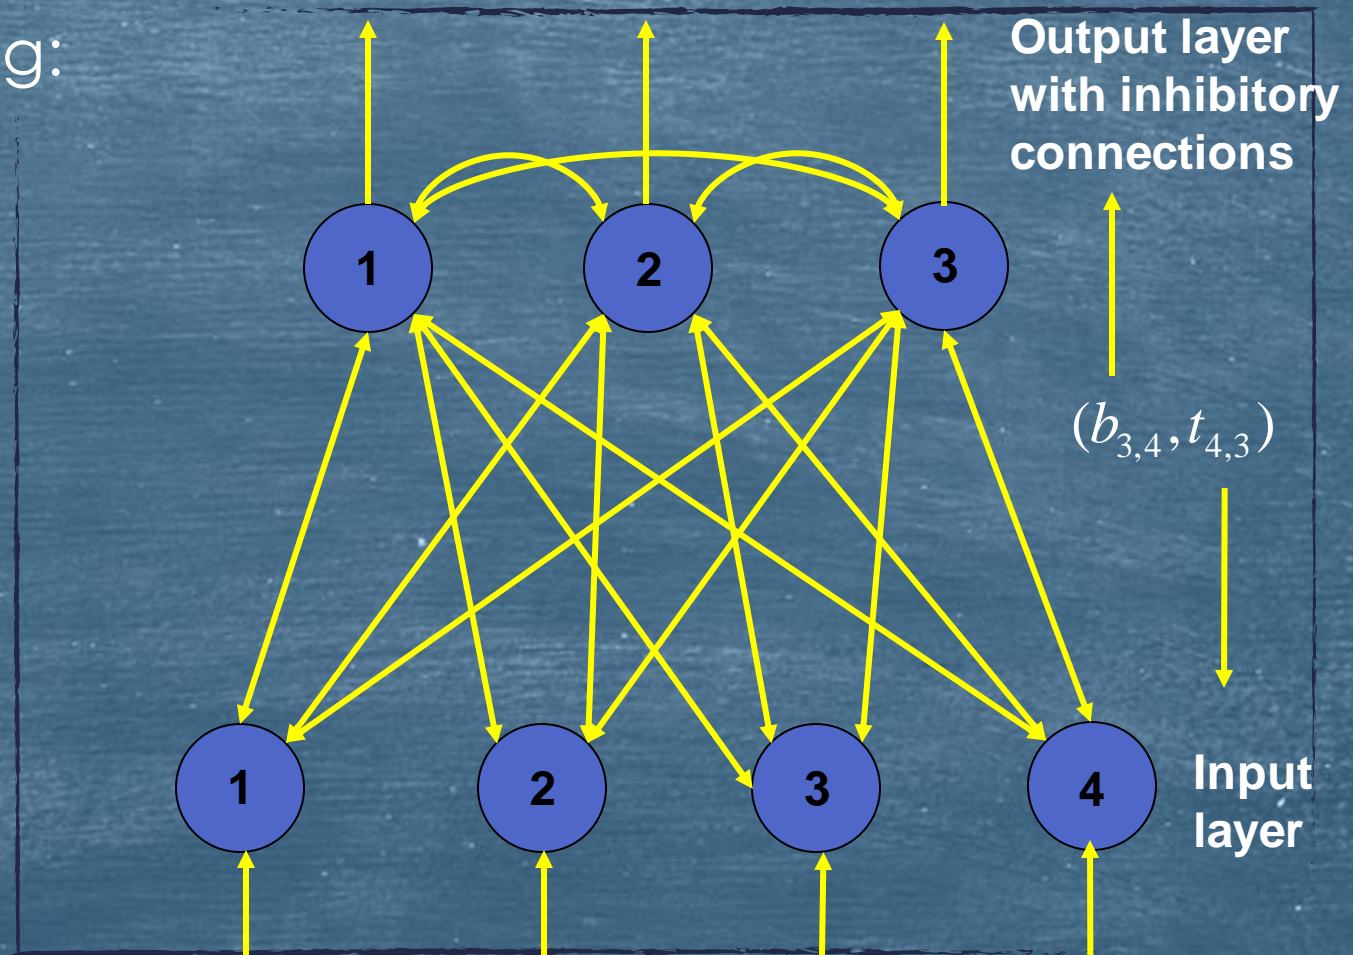 g:
Output layer
with inhibitory
connections
1
2
3
(b3,4, t4,3)
1
2
3
4
Input
layer